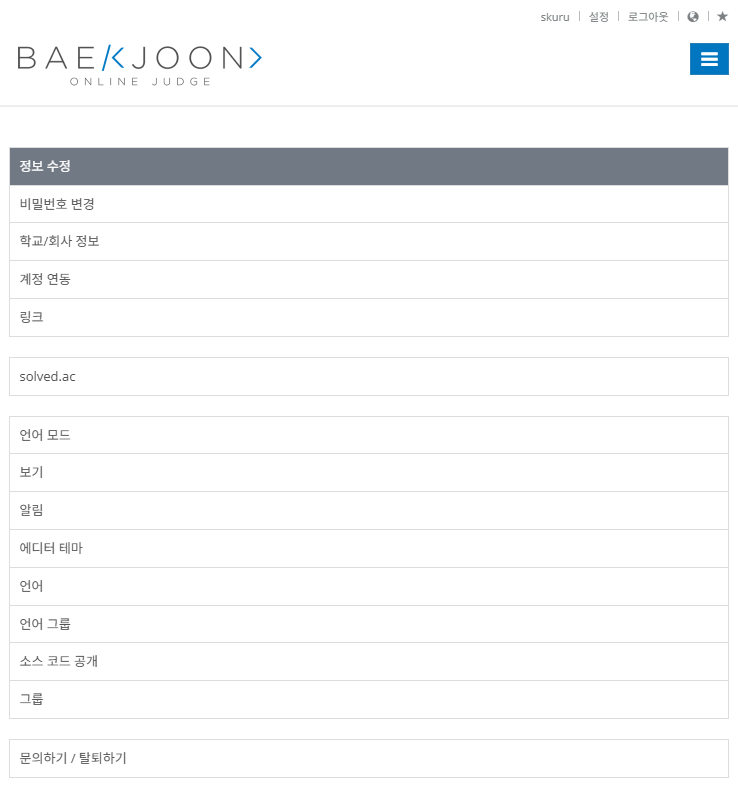 skuru 설정 로그아웃
BAEKJOON
ONLINE JUDGE
정보 수정
비밀번호 변경
학교/회사 정보
계정 연동
링크
solved.ac
언어 모드
보기
알림
에디터 테마
언어
언어 그룹
소스 코드 공개
그룹
문의하기 / 탈퇴하기